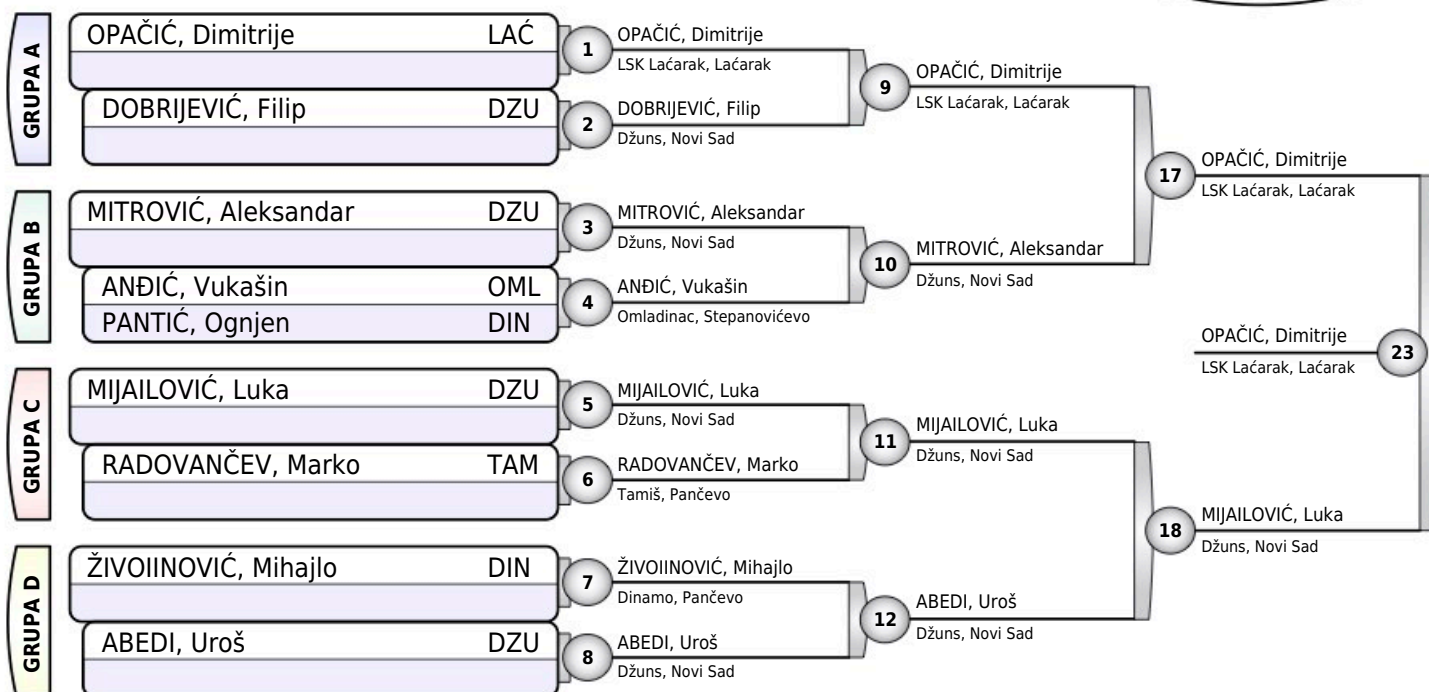 GRUPA A
OPAČIĆ, Dimitrije LAĆ
DOBRIJEVIĆ, Filip DZU
GRUPA B
MITROVIĆ, Aleksandar DZU
ANĐIĆ, Vukašin OML
PANTIĆ, Ognjen DIN
GRUPA C
MIJAILOVIĆ, Luka DZU
RADOVANČEV, Marko TAM
GRUPA D
ŽIVOIINOVIĆ, Mihajlo DIN
ABEDI, Uroš DZU
1
OPAČIĆ, Dimitrije
LSK Laćarak, Laćarak
2
DOBRIJEVIĆ, Filip
Džuns, Novi Sad
3
MITROVIĆ, Aleksandar
Džuns, Novi Sad
4
ANĐIĆ, Vukašin
Omladinac, Stepanovićevo
5
MIJAILOVIĆ, Luka
Džuns, Novi Sad
6
RADOVANČEV, Marko
Tamiš, Pančevo
7
ŽIVOIINOVIĆ, Mihajlo
Dinamo, Pančevo
8
ABEDI, Uroš
Džuns, Novi Sad
9
OPAČIĆ, Dimitrije
LSK Laćarak, Laćarak
10
MITROVIĆ, Aleksandar
Džuns, Novi Sad
11
MIJAILOVIĆ, Luka
Džuns, Novi Sad
12
ABEDI, Uroš
Džuns, Novi Sad
17
OPAČIĆ, Dimitrije
LSK Laćarak, Laćarak
18
MIJAILOVIĆ, Luka
Džuns, Novi Sad
OPAČIĆ, Dimitrije
LSK Laćarak, Laćarak
23